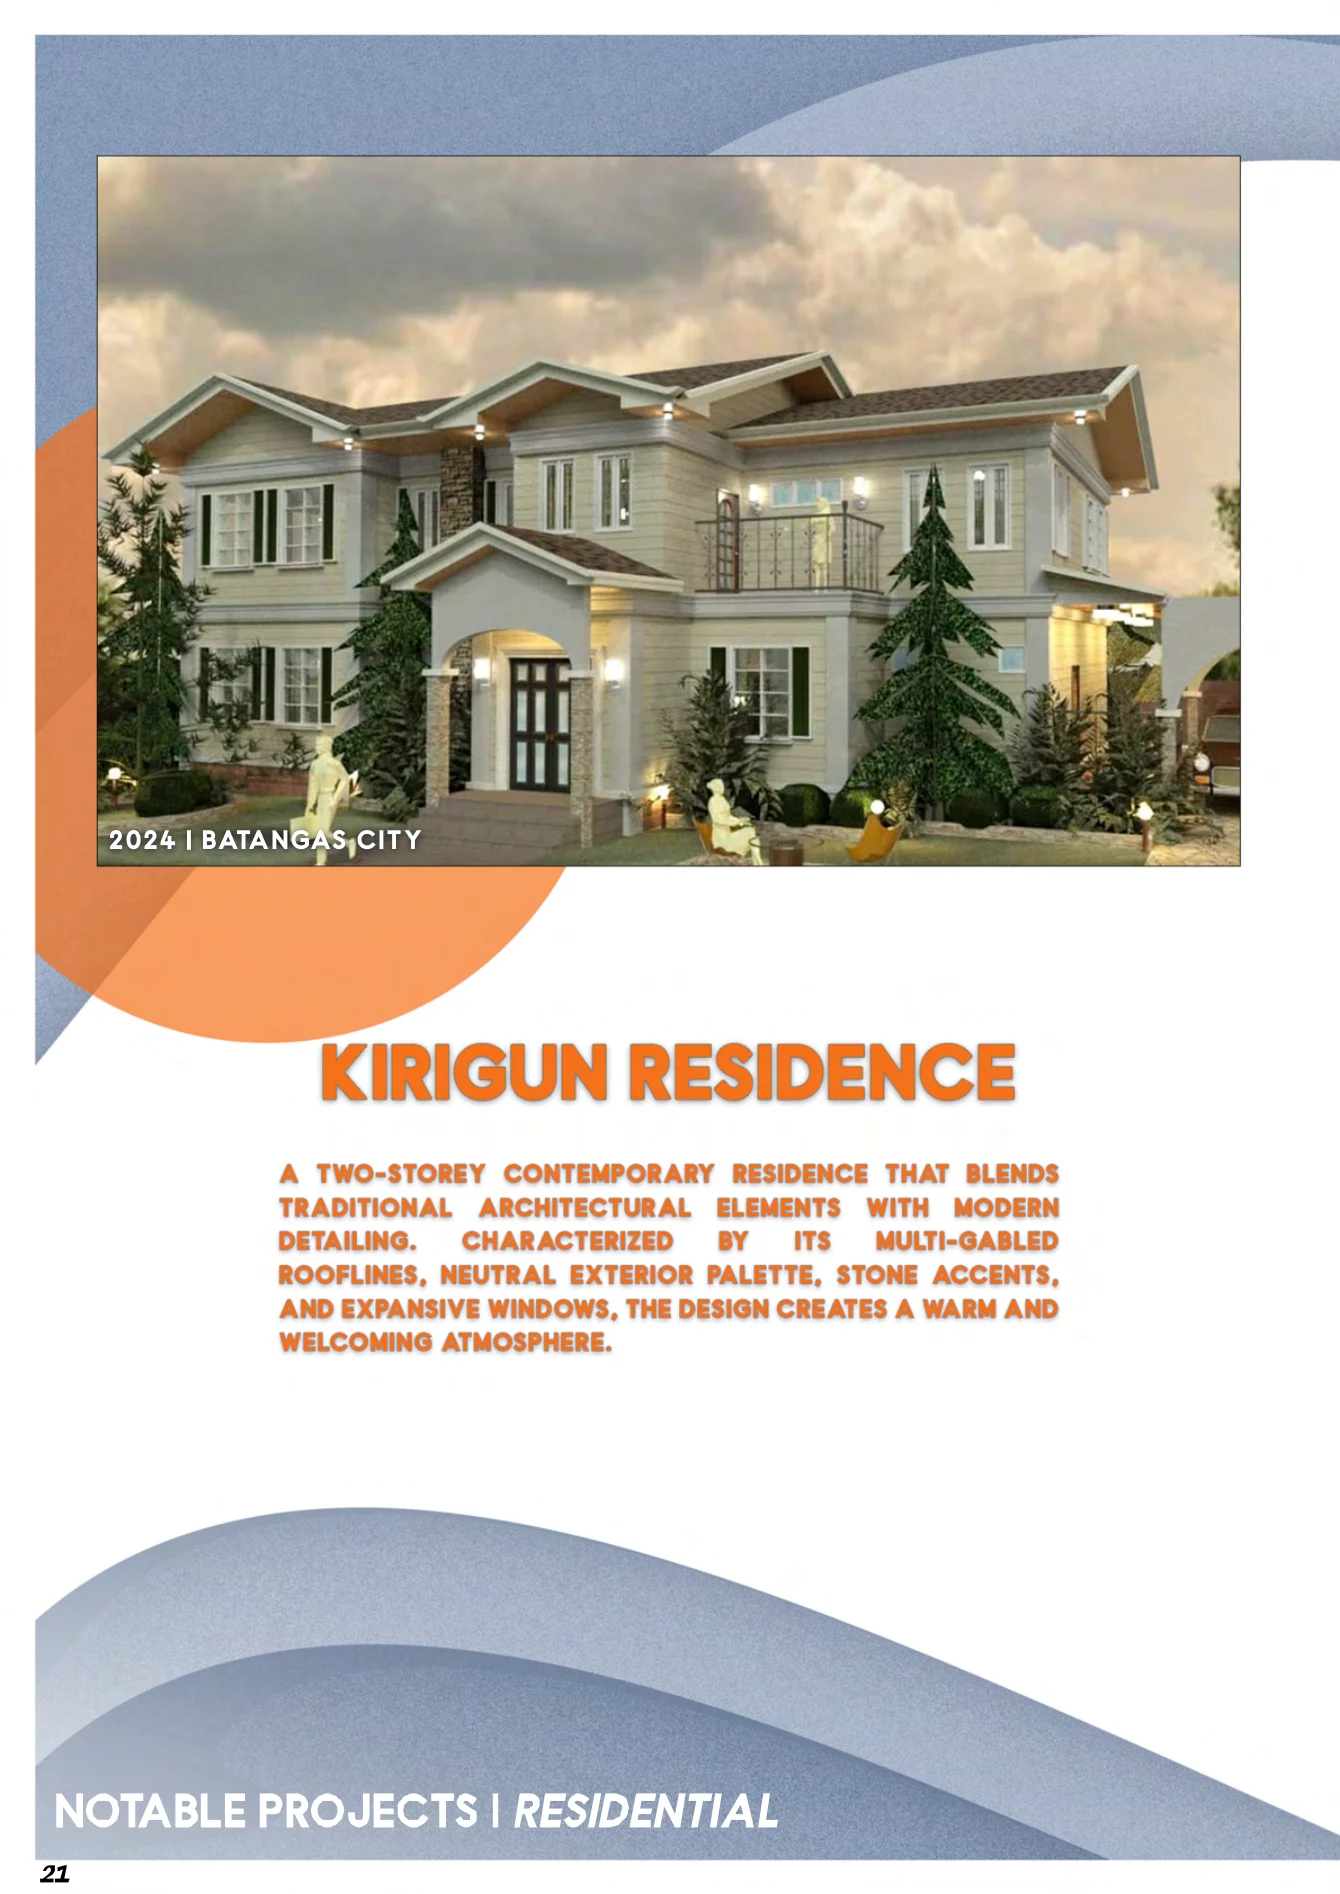 2024 | BATANGAS CITY
KIRIGUN RESIDENCE
A TWO-STOREY CONTEMPORARY RESIDENCE THAT BLENDS
TRADITIONAL ARCHITECTURAL ELEMENTS WITH MODERN
DETAILING. CHARACTERIZED BY ITS MULTI-GABLED
ROOFLINES, NEUTRAL EXTERIOR PALETTE, STONE ACCENTS,
AND EXPANSIVE WINDOWS, THE DESIGN CREATES A WARM AND
WELCOMING ATMOSPHERE.
NOTABLE PROJECTS | RESIDENTIAL
21